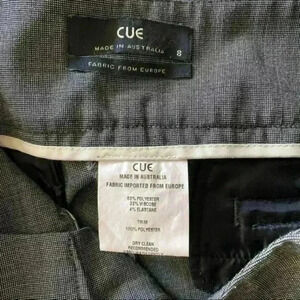 CUE
MADE IN AUSTRALIA
8
FABRIC FROM EUROPE
CUE
MADE IN AUSTRALIA
FABRIC IMPORTED FROM EUROPE
63% POLYESTER
33% VISCOSE
4% ELASTANE
TRIM
100% POLYESTER
DRY CLEAN
RECOMMENDED